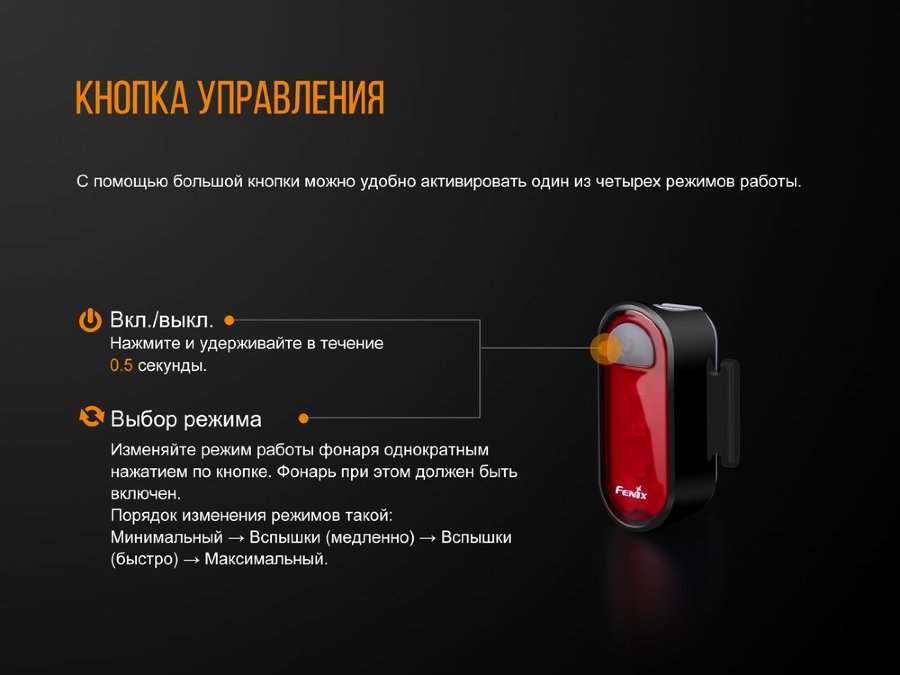 КНОПКА УПРАВЛЕНИЯ
С помощью большой кнопки можно удобно активировать один из четырех режимов работы.
Вкл./выкл.
Нажмите и удерживайте в течение
0.5 секунды.
Выбор режима
Изменяйте режим работы фонаря однократным
нажатием по кнопке. Фонарь при этом должен быть
включен.
Порядок изменения режимов такой:
Минимальный → Вспышки (медленно) → Вспышки
(быстро) → Максимальный.
FENIX